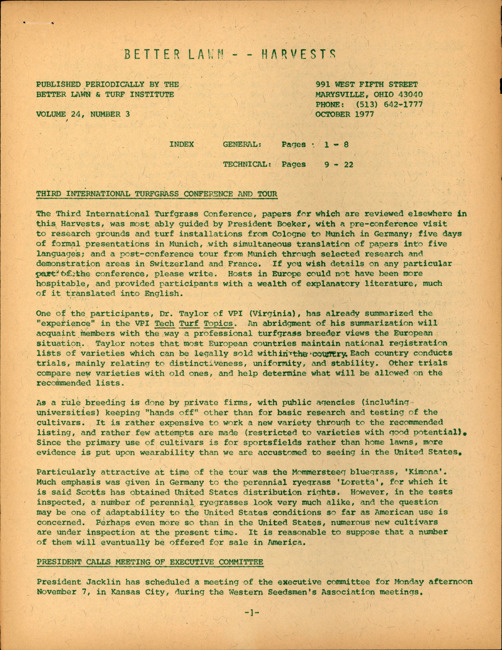 BETTER LAWN - - HARVESTS
PUBLISHED PERIODICALLY BY THE
BETTER LAWN & TURF INSTITUTE
VOLUME 24, NUMBER 3
991 WEST FIFTH STREET
MARYSVILLE, OHIO 43040
PHONE: (513) 642-1777
OCTOBER 1977
INDEX GENERAL: Pages 1 - 8
TECHNICAL: Pages 9 - 22
THIRD INTERNATIONAL TURFGRASS CONFERENCE AND TOUR
The Third International Turfgrass Conference, papers for which are reviewed elsewhere in
this Harvests, was most ably guided by President Boeker, with a pre-conference visit
to research grounds and turf installations from Cologne to Munich in Germany; five days
of formal presentations in Munich, with simultaneous translation of papers into five
languages; and a post-conference tour from Munich through selected research and
demonstration areas in Switzerland and France. If you wish details on any particular
part of the conference, please write. Hosts in Europe could not have been more
hospitable, and provided participants with a wealth of explanatory literature, much
of it translated into English.
One of the participants, Dr. Taylor of VPI (Virginia), has already summarized the
"experience" in the VPI Tech Turf Topics. An abridgment of his summarization will
acquaint members with the way a professional turfgrass breeder views the European
situation. Taylor notes that most European countries maintain national registration
lists of varieties which can be legally sold within the country. Each country conducts
trials, mainly relating to distinctiveness, uniformity, and stability. Other trials
compare new varieties with old ones, and help determine what will be allowed on the
recommended lists.
As a rule breeding is done by private firms, with public agencies (including
universities) keeping "hands off" other than for basic research and testing of the
cultivars. It is rather expensive to work a new variety through to the recommended
listing, and rather few attempts are made (restricted to varieties with good potential).
Since the primary use of cultivars is for sportsfields rather than home lawns, more
evidence is put upon wearability than we are accustomed to seeing in the United States.
Particularly attractive at time of the tour was the Mommersteeg bluegrass, 'Kimona'.
Much emphasis was given in Germany to the perennial ryegrass 'Loretta', for which it
is said Scotts has obtained United States distribution rights. However, in the tests
inspected, a number of perennial ryegrasses look very much alike, and the question
may be one of adaptability to the United States conditions so far as American use is
concerned. Perhaps even more so than in the United States, numerous new cultivars
are under inspection at the present time. It is reasonable to suppose that a number
of them will eventually be offered for sale in America.
PRESIDENT CALLS MEETING OF EXECUTIVE COMMITTEE
President Jacklin has scheduled a meeting of the executive committee for Monday afternoon
November 7, in Kansas City, during the Western Seedsmen's Association meetings.
-1-